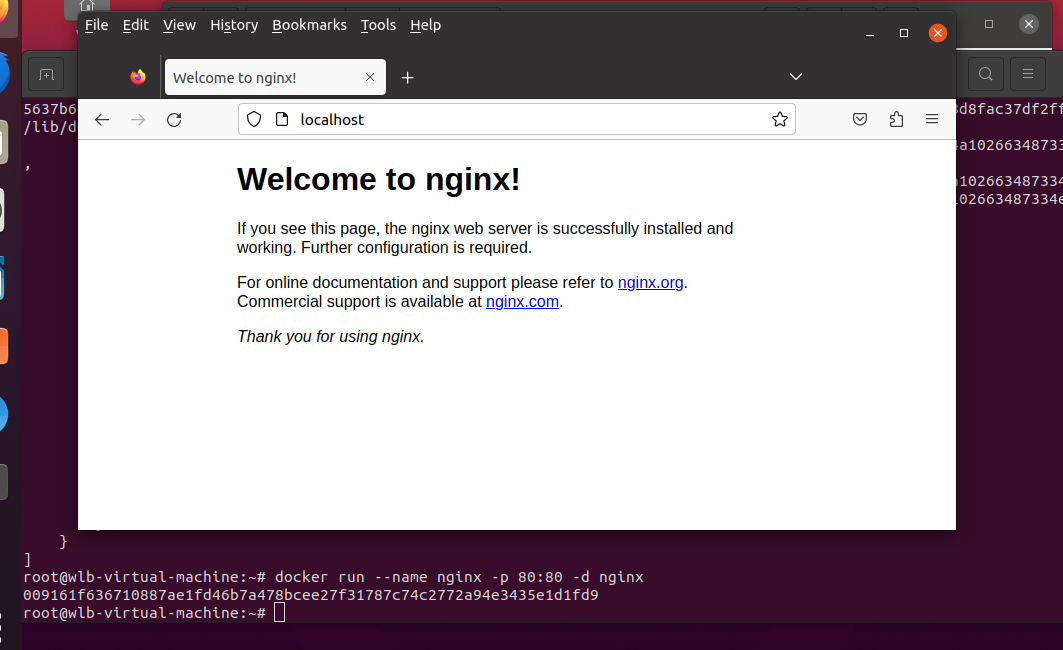 File Edit View History Bookmarks Tools Help
Welcome to nginx!
localhost
Welcome to nginx!
If you see this page, the nginx web server is successfully installed and
working. Further configuration is required.
For online documentation and support please refer to nginx.org.
Commercial support is available at nginx.com.
Thank you for using nginx.
5637b6
d8fac37df2ff
/lib/d
a10266348733
,
a102663487334
102663487334e
}
]
root@wlb-virtual-machine:~# docker run --name nginx -p 80:80 -d nginx
009161f636710887ae1fd46b7a478bcee27f31787c74c2772a94e3435e1d1fd9
root@wlb-virtual-machine:~#